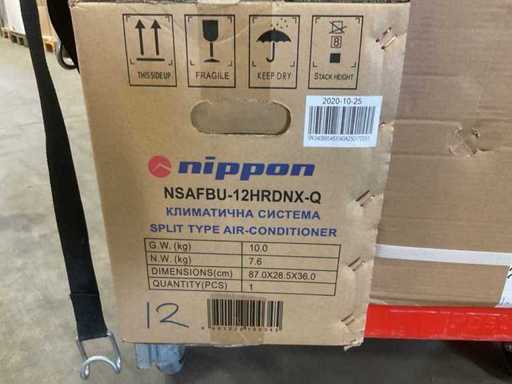 THIS SIDE UP
FRAGILE
KEEP DRY
8
STACK HEIGHT
2020-10-25
nippon
NSAFBU-12HRDNX-Q
КЛИМАТИЧНА СИСТЕМА
SPLIT TYPE AIR-CONDITIONER
G.W. (kg) 10.0
N.W. (kg) 7.6
DIMENSIONS(cm) 87.0X28.5X36.0
QUANTITY(PCS) 1
12